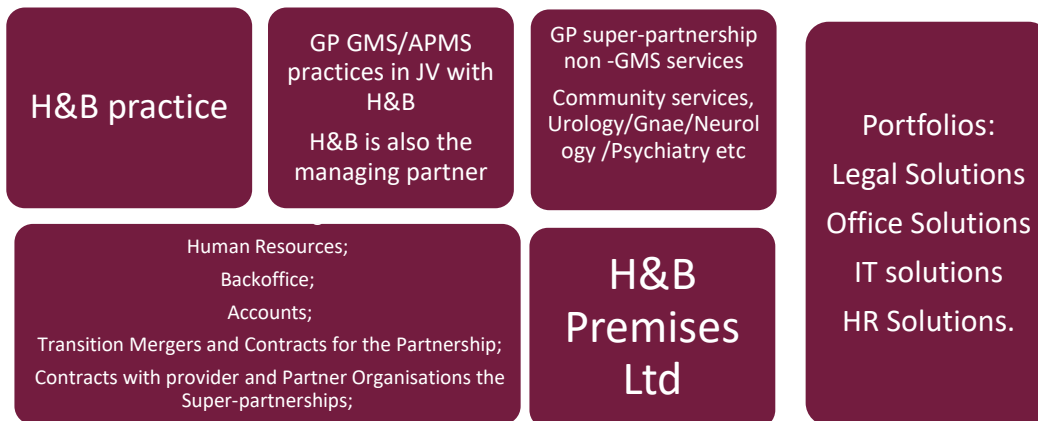 H&B practice
GP GMS/APMS
practices in JV with
H&B
H&B is also the
managing partner
GP super-partnership
non -GMS services
Community services,
Urology/Gnae/Neurol
ogy /Psychiatry etc
Portfolios:
Legal Solutions
Office Solutions
IT solutions
HR Solutions.
Human Resources;
Backoffice;
Accounts;
Transition Mergers and Contracts for the Partnership;
Contracts with provider and Partner Organisations the
Super-partnerships;
H&B
Premises
Ltd